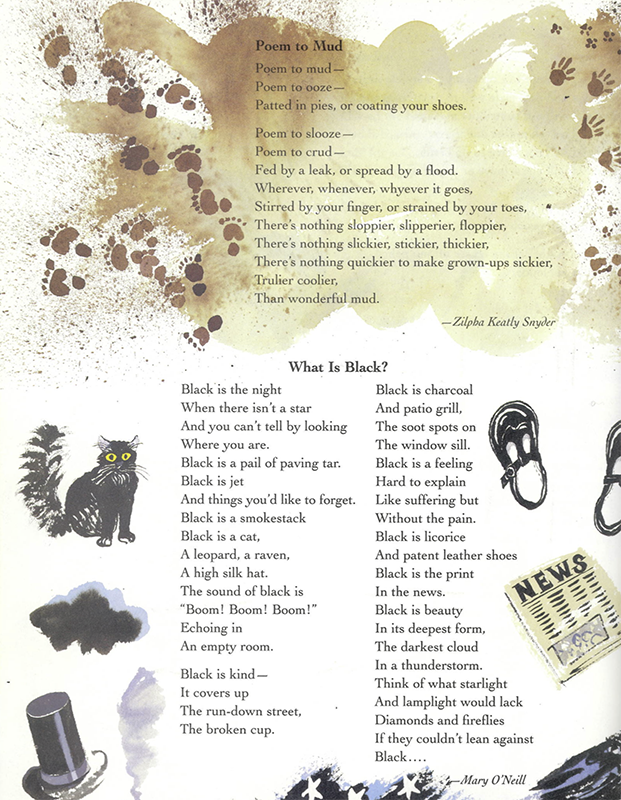 Poem to Mud
Poem to mud—
Poem to ooze—
Patted in pies, or coating your shoes.
Poem to slooze—
Poem to crud—
Fed by a leak, or spread by a flood.
Wherever, whenever, whyever it goes,
Stirred by your finger, or strained by your toes,
There's nothing sloppier, slipperier, floppier,
There's nothing slickier, stickier, thickier,
There's nothing quickier to make grown-ups sickier,
Trulier coolier,
Than wonderful mud.
—Zilpha Keatly Snyder
What Is Black?
Black is the night
When there isn't a star
And you can't tell by looking
Where you are.
Black is a pail of paving tar.
Black is jet
And things you'd like to forget.
Black is a smokestack
Black is a cat,
A leopard, a raven,
A high silk hat.
The sound of black is
"Boom! Boom! Boom!"
Echoing in
An empty room.
Black is kind—
It covers up
The run-down street,
The broken cup.
Black is charcoal
And patio grill,
The soot spots on
The window sill.
Black is a feeling
Hard to explain
Like suffering but
Without the pain.
Black is licorice
And patent leather shoes
Black is the print
In the news.
Black is beauty
In its deepest form,
The darkest cloud
In a thunderstorm.
Think of what starlight
And lamplight would lack
Diamonds and fireflies
If they couldn't lean against
Black....
—Mary O'Neill
NEWS